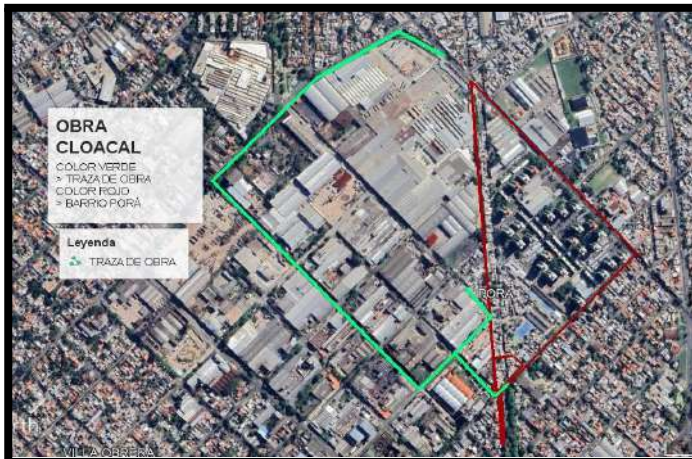 OBRA
CLOACAL
COLOR VERDE
> TRAZA DE OBRA
COLOR ROJO
> BARRIO PORÁ
Leyenda
TRAZA DE OBRA
PORÁ
VILLA OBRERA